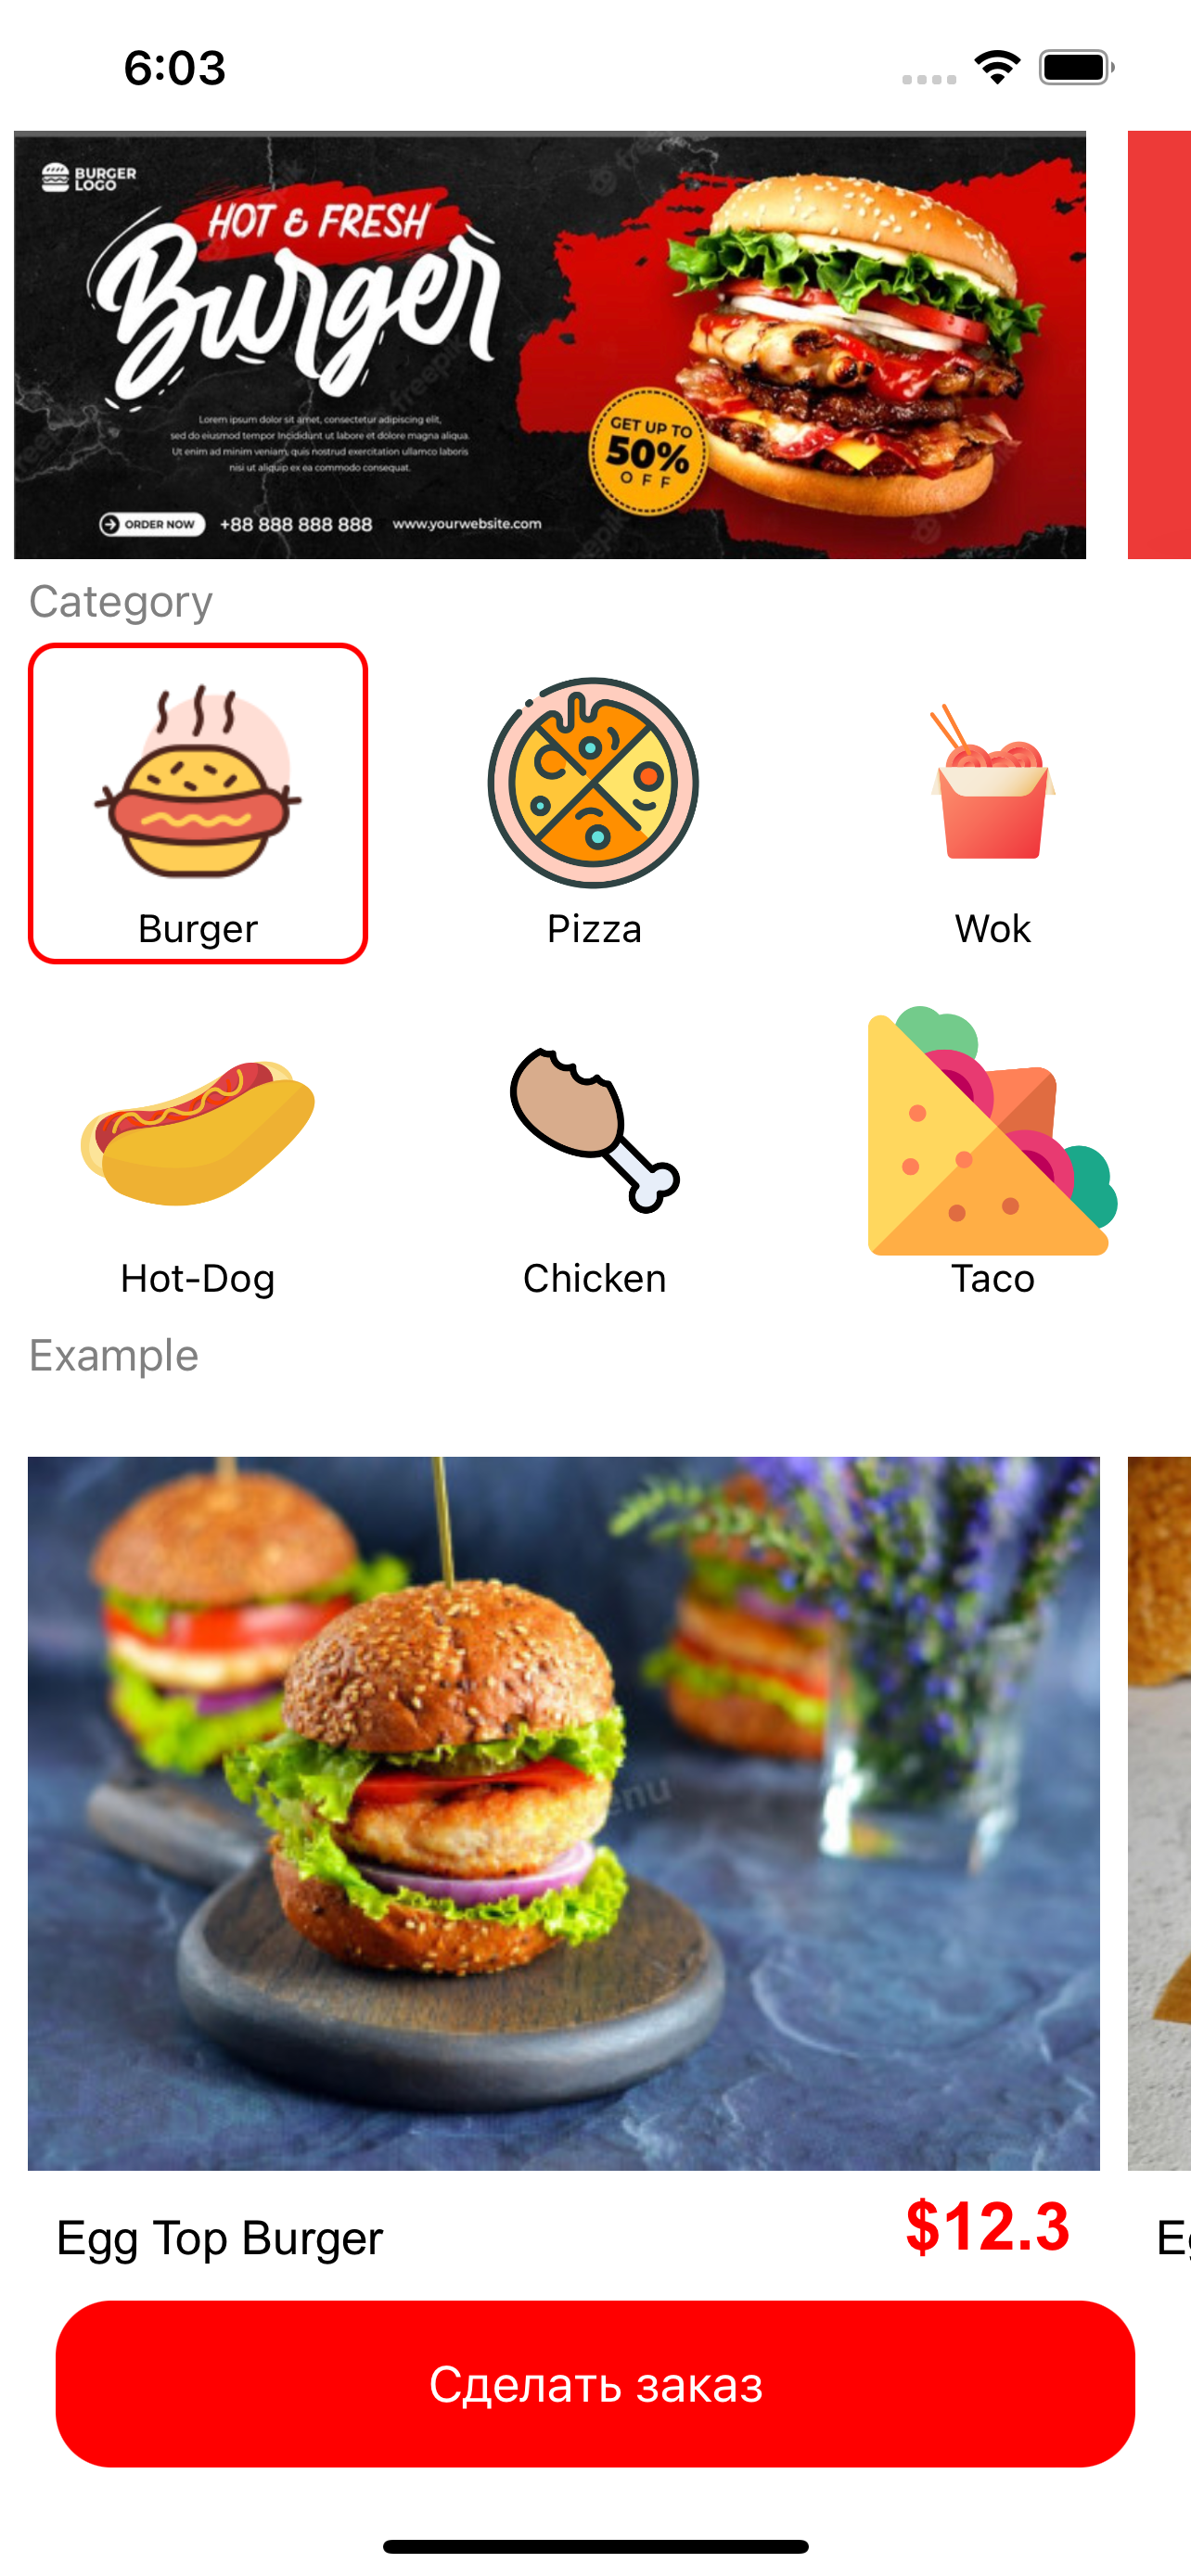 6:03
BURGER
LOGO
HOT & FRESH
Burger
Lorem ipsum dolor sit amet, consectetur adipiscing elit,
sed do eiusmod tempor Incididunt ut labore et dolore magna aliqua.
Ut enim ad minim veniam, quis nostrud exercitation ullamco laboris
nisi ut aliquip ex ea commodo consequat.
GET UP TO
50%
OFF
ORDER NOW +88 888 888 888 www.yourwebsite.com
Category
Burger Pizza Wok
Hot-Dog Chicken Taco
Example
Egg Top Burger $12.3
Сделать заказ